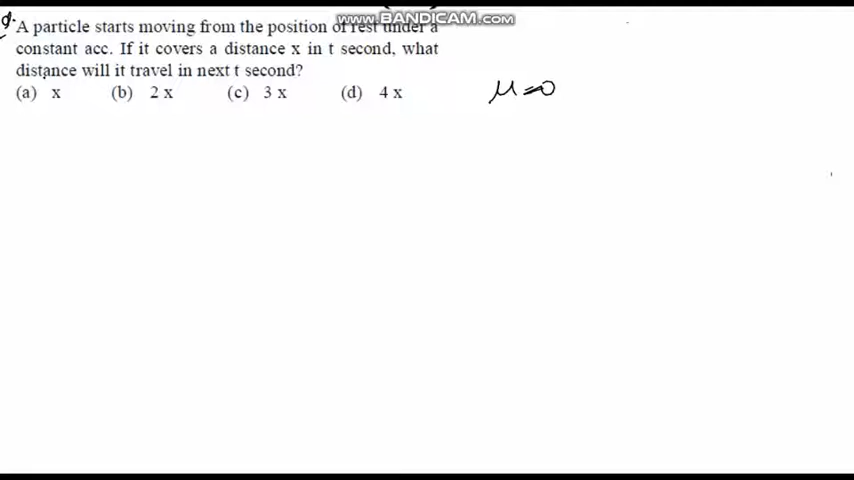 www.BANDICAM.com
Q. A particle starts moving from the position of rest under a
constant acc. If it covers a distance x in t second, what
distance will it travel in next t second?
(a) x (b) 2 x (c) 3 x (d) 4 x
u=0